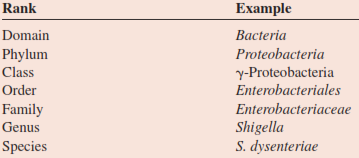 Rank Example
Domain Bacteria
Phylum Proteobacteria
Class γ-Proteobacteria
Order Enterobacteriales
Family Enterobacteriaceae
Genus Shigella
Species S. dysenteriae